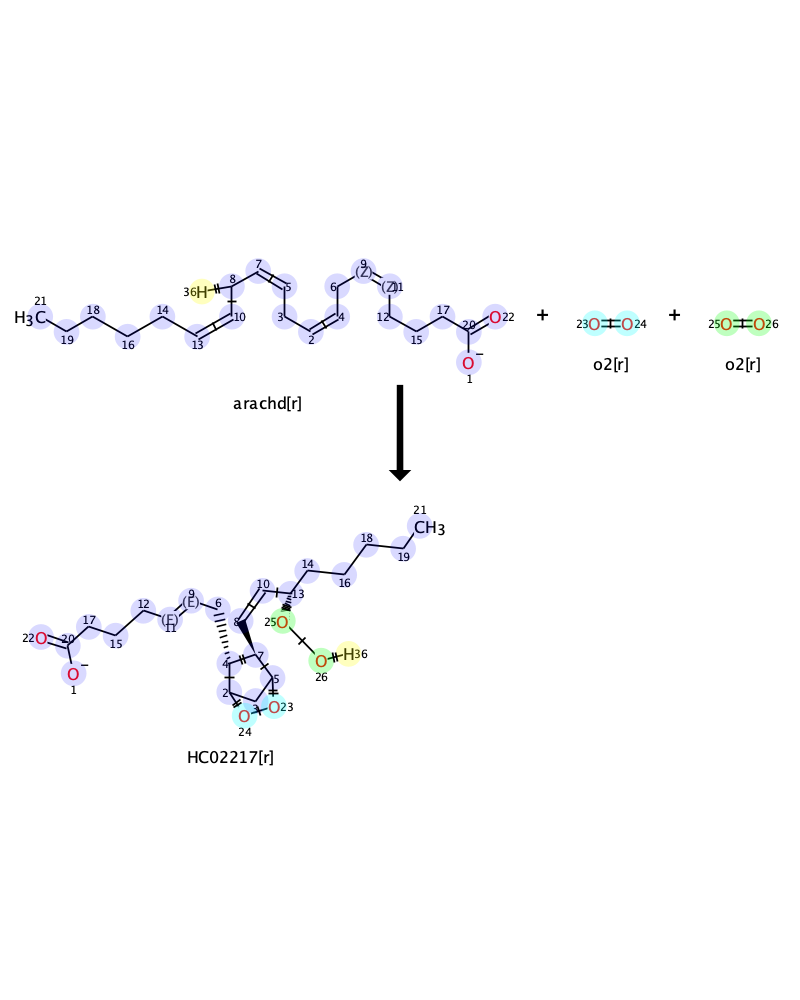 7 9
36H 8 (Z)
5 6 (Z)11
21
H3C 18 14 10 3 4 12 17 O22 + 23O O24 + 25O O26
19 16 13 2 15 20
O−
1
o2[r] o2[r]
arachd[r]
21
CH3
18
19
14
10 16
13
9
12 (E) 6
17 (E) 8 25O
11
22O 20 15
O− 4 7 O H36
1 5 26
2
3 O23
O
24
HC02217[r]